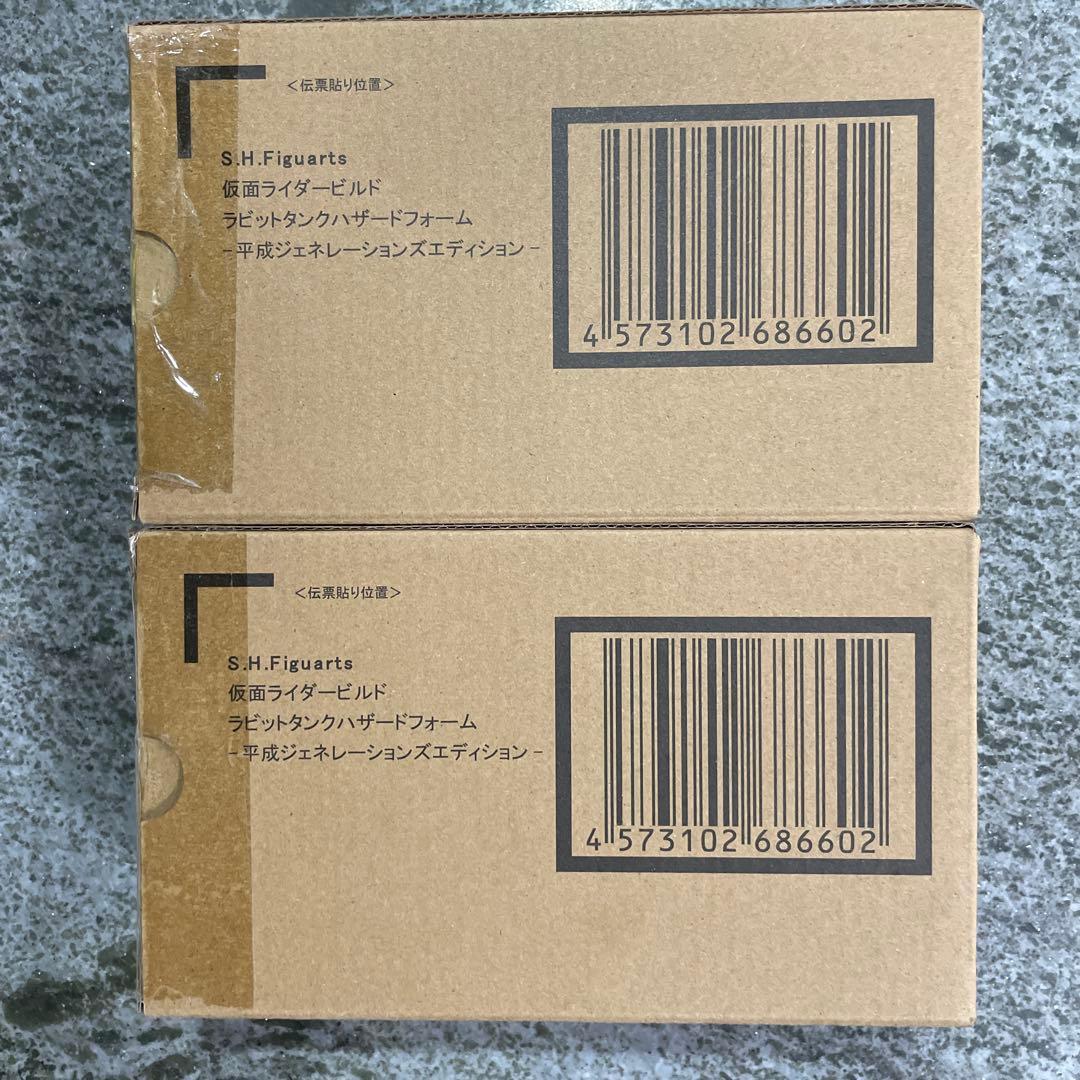 ＜伝票貼り位置＞
S.H.Figuarts
仮面ライダービルド
ラビットタンクハザードフォーム
-平成ジェネレーションズエディション-
4 573102 686602
＜伝票貼り位置＞
S.H.Figuarts
仮面ライダービルド
ラビットタンクハザードフォーム
-平成ジェネレーションズエディション-
4 573102 686602